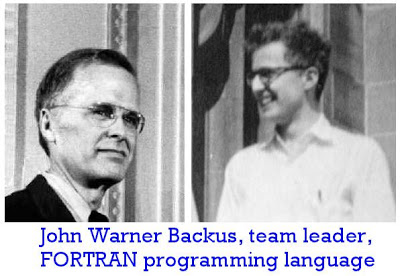 John Warner Backus, team leader,
FORTRAN programming language